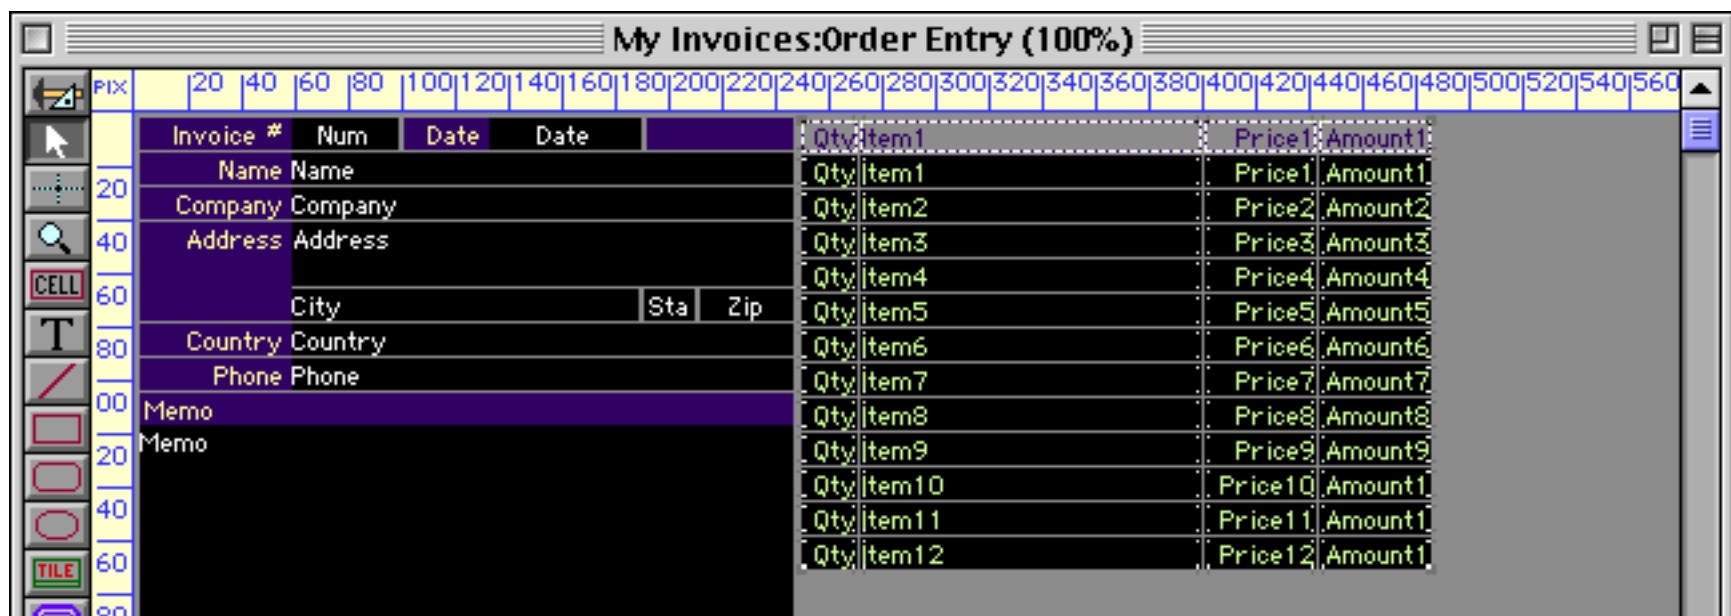 My Invoices:Order Entry (100%)
PIX 20 40 60 80 100 120 140 160 180 200 220 240 260 280 300 320 340 360 380 400 420 440 460 480 500 520 540 560
Invoice # Num Date Date Qty Item1 Price1 Amount1
20 Name Name Qty Item1 Price1 Amount1
Company Company Qty Item2 Price2 Amount2
40 Address Address Qty Item3 Price3 Amount3
CELL Qty Item4 Price4 Amount4
60 City Sta Zip Qty Item5 Price5 Amount5
T 80 Country Country Qty Item6 Price6 Amount6
Phone Phone Qty Item7 Price7 Amount7
00 Memo Qty Item8 Price8 Amount8
20 Memo Qty Item9 Price9 Amount9
Qty Item10 Price10 Amount1
40 Qty Item11 Price11 Amount1
TILE 60 Qty Item12 Price12 Amount1
80